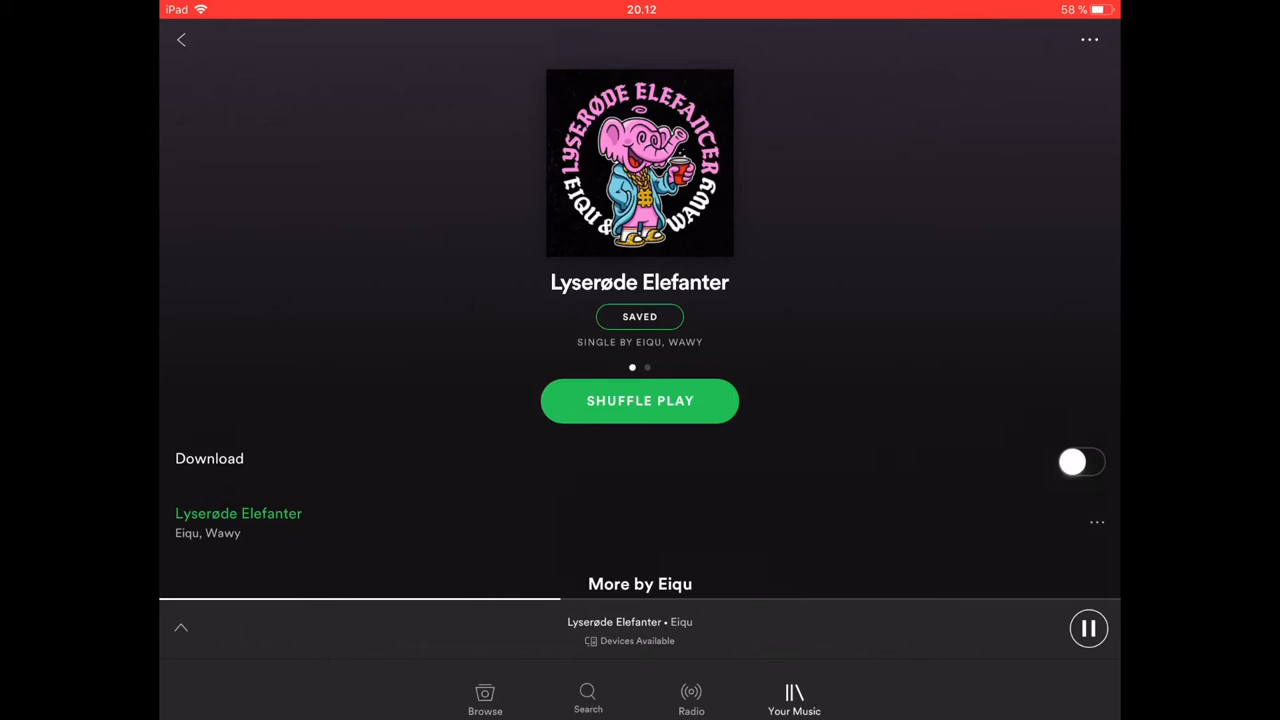 iPad
20.12
58 %
LYSERØDE ELEFANTER
EIQU & WAWY
Lyserøde Elefanter
SAVED
SINGLE BY EIQU, WAWY
SHUFFLE PLAY
Download
Lyserøde Elefanter
Eiqu, Wawy
More by Eiqu
Lyserøde Elefanter • Eiqu
Devices Available
Browse
Search
Radio
Your Music